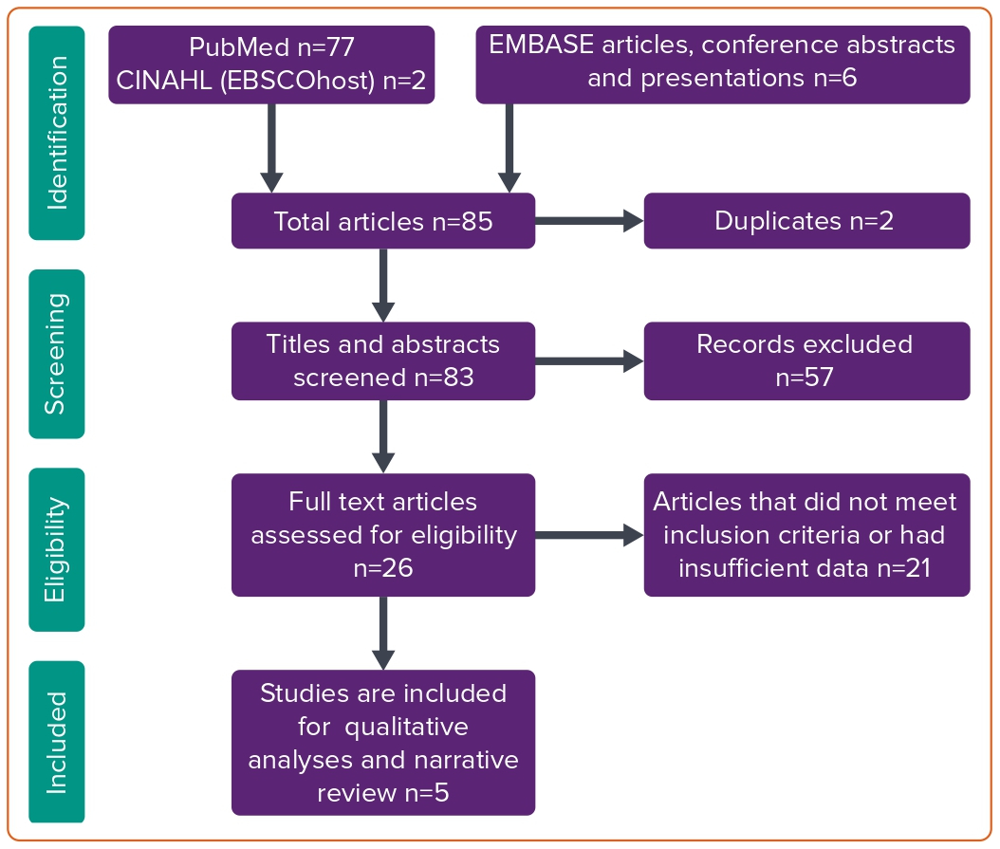 Identification
PubMed n=77
CINAHL (EBSCOhost) n=2
EMBASE articles, conference abstracts
and presentations n=6
Total articles n=85
Duplicates n=2
Screening
Titles and abstracts
screened n=83
Records excluded
n=57
Eligibility
Full text articles
assessed for eligibility
n=26
Articles that did not meet
inclusion criteria or had
insufficient data n=21
Included
Studies are included
for qualitative
analyses and narrative
review n=5